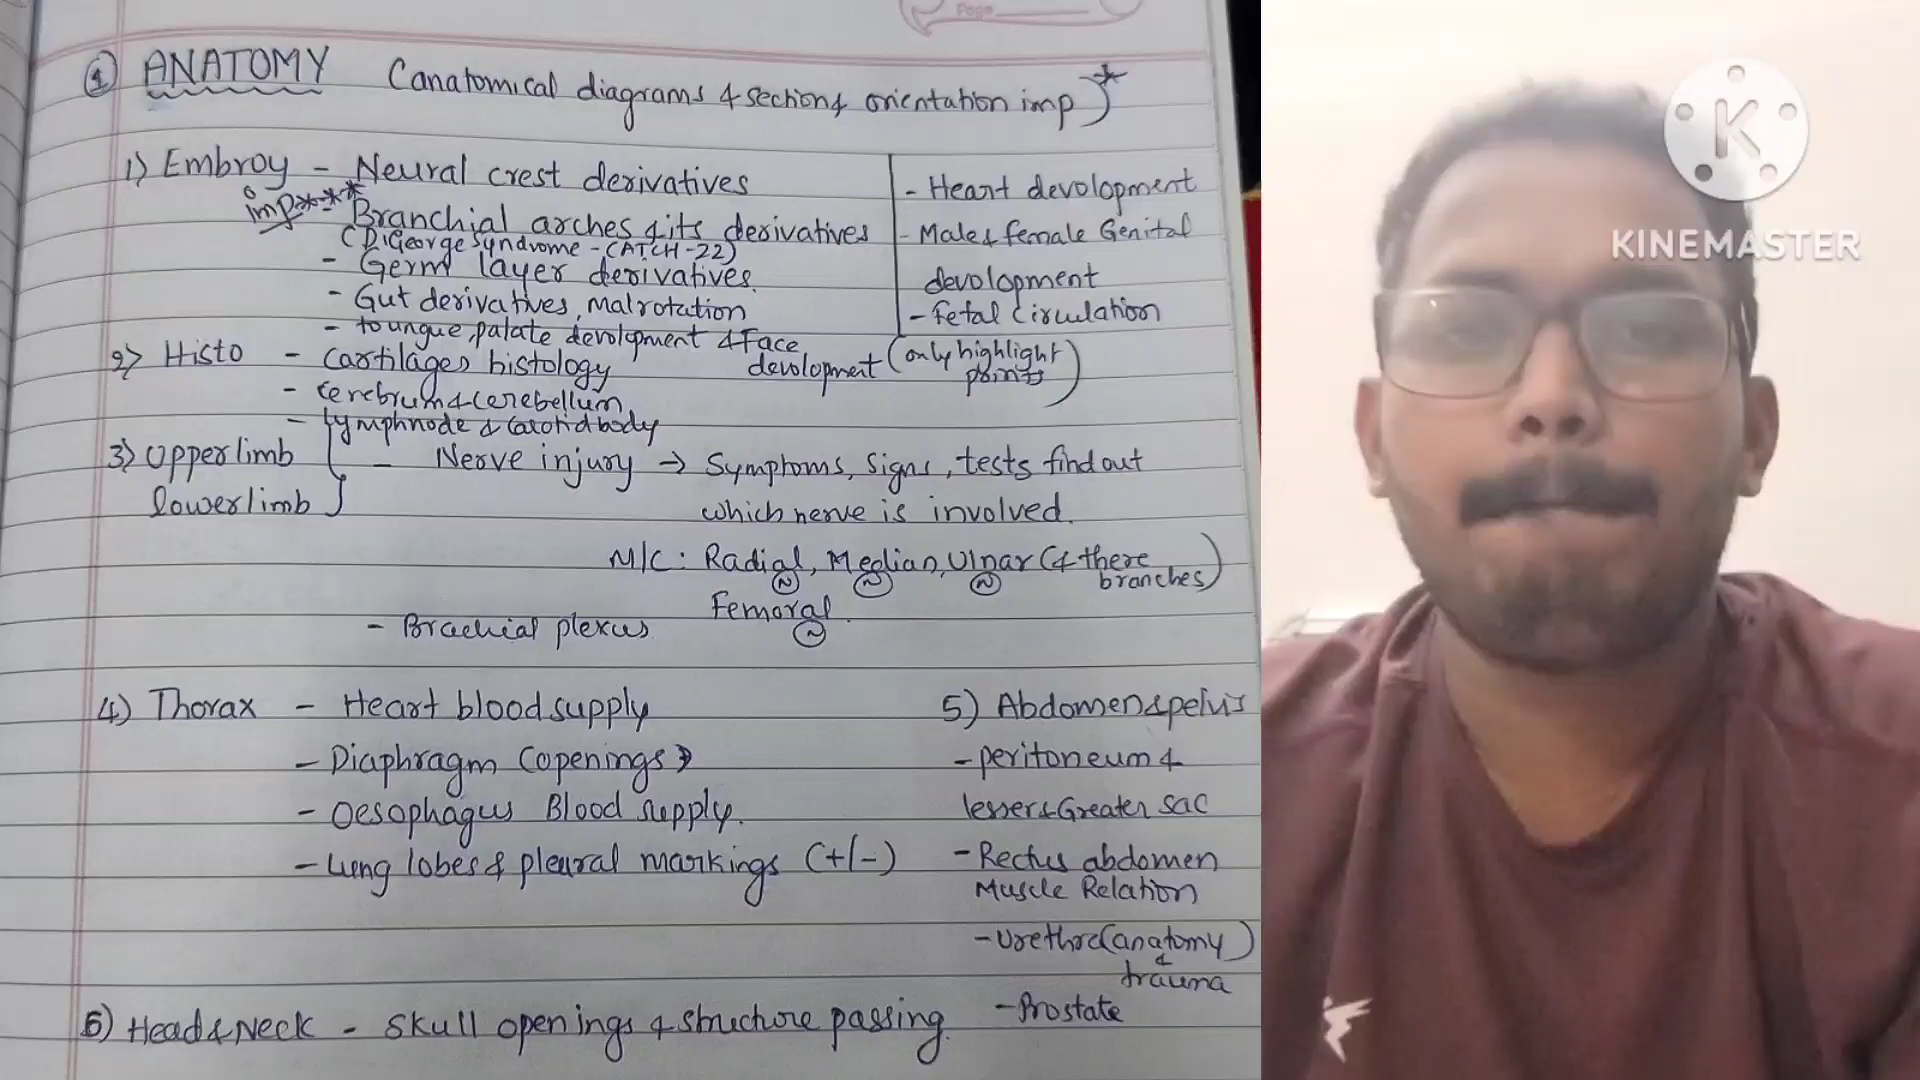 Page
1 ANATOMY (anatomical diagrams & sections orientation imp)*
1) Embroy - Neural crest derivatives
imp*** - Branchial arches & its derivatives
(DiGeorge Syndrome - CATCH-22)
- Germ layer derivatives.
- Gut derivatives, malrotation
- toungue, palate devolopment & Face devolopment (only highlight points)
- Heart devolopment
- Male & female Genital
devolopment
- Fetal circulation
2) Histo - cartilages histology
- cerebrum & cerebellum
- lymphnode & carotid body
3) Upper limb
lower limb
- Nerve injury → Symptoms, signs, tests find out
which nerve is involved.
M/C: Radial, Median, Ulnar (& there branches)
Femoral.
- Brachial plexus
4) Thorax - Heart blood supply
- Diaphragm (openings)
- Oesophagus Blood supply.
- Lung lobes & pleural markings (+/-)
5) Abdomen & pelvis
- peritoneum &
lesser & Greater sac
- Rectus abdomen
Muscle Relation
- Urethra (anatomy
& trauma
- Prostate
6) Head & Neck - Skull openings & structure passing.
K
KINEMASTER